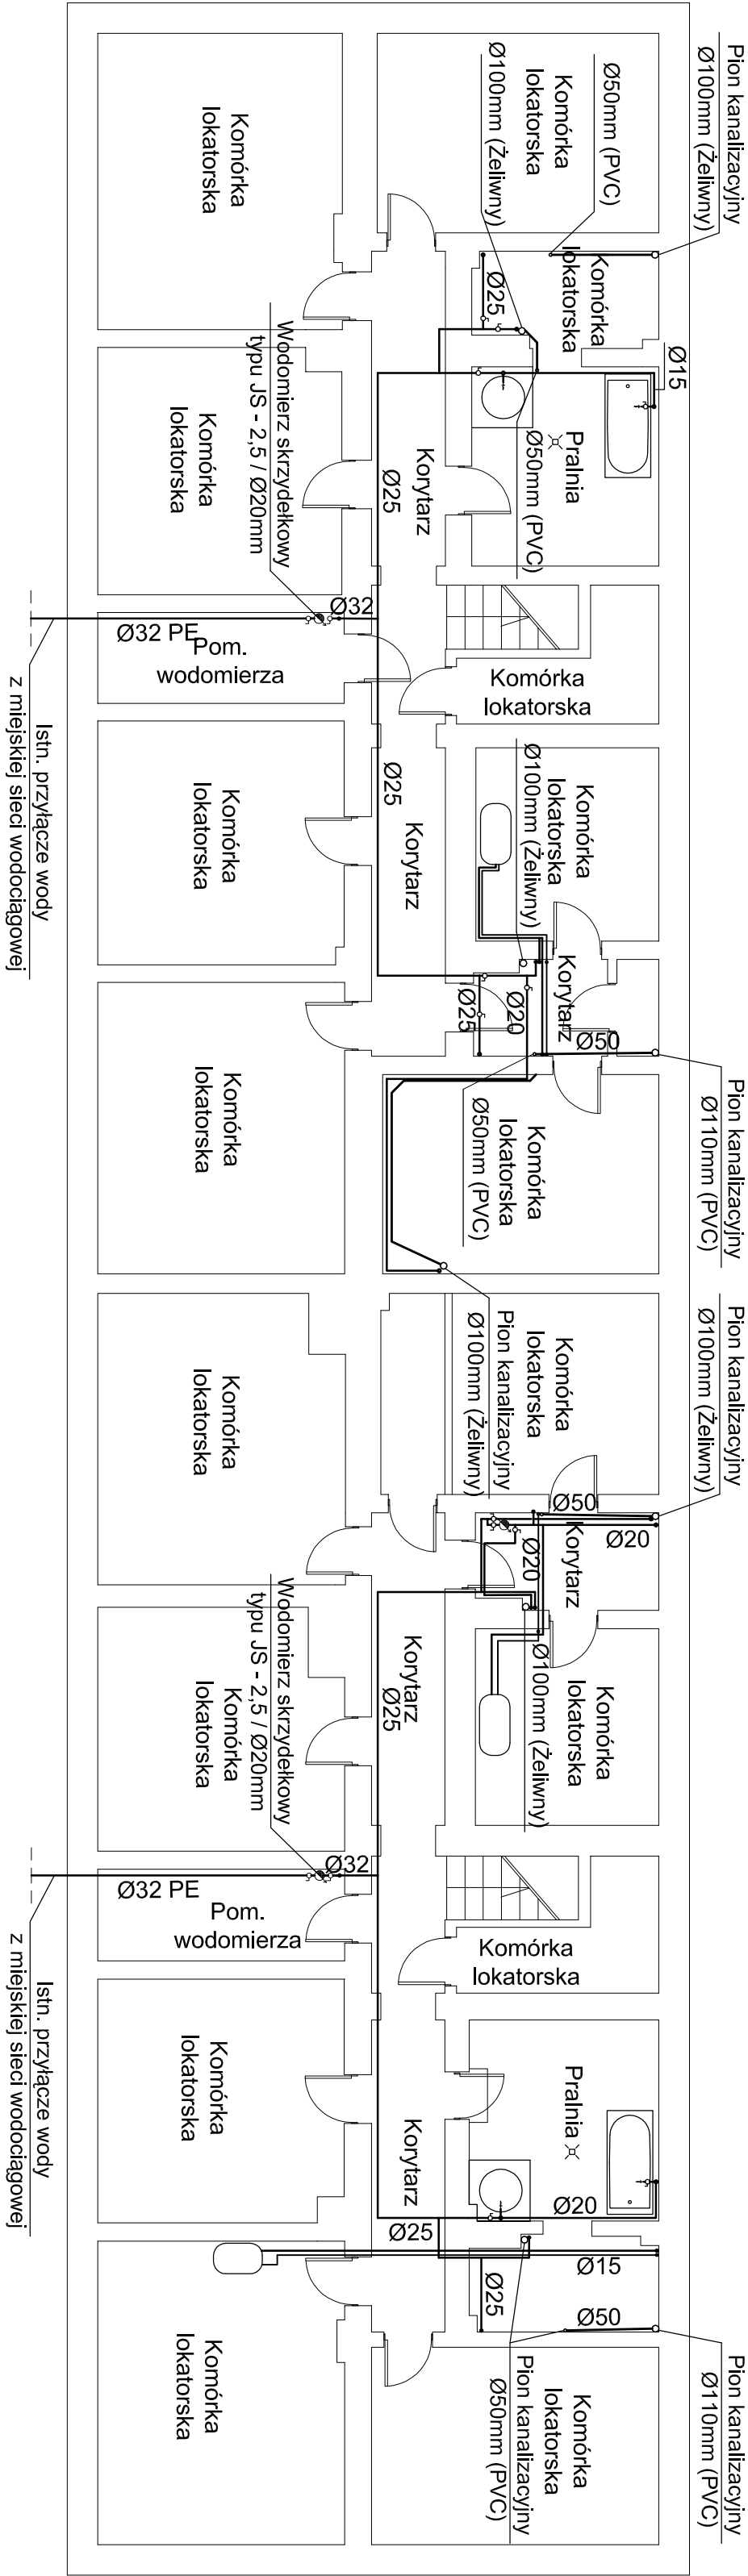 Pion kanalizacyjny
Ø100mm (Żeliwny)
Ø50mm (PVC)
Komórka
lokatorska
Ø100mm (Żeliwny)
Komórka
lokatorska
Komórka
lokatorska
Ø25
Ø15
Pralnia
Ø50mm (PVC)
Wodomierz skrzydełkowy
typu JS - 2,5 / Ø20mm
Komórka
lokatorska
Korytarz
Ø25
Ø32
Ø32 PE
Pom.
wodomierza
Komórka
lokatorska
Istn. przyłącze wody
z miejskiej sieci wodociągowej
Ø25
Korytarz
Komórka
lokatorska
Ø100mm (Żeliwny)
Komórka
lokatorska
Korytarz
Ø20
Ø25
Ø50
Pion kanalizacyjny
Ø110mm (PVC)
Komórka
lokatorska
Ø50mm (PVC)
Komórka
lokatorska
Pion kanalizacyjny
Ø100mm (Żeliwny)
Pion kanalizacyjny
Ø100mm (Żeliwny)
Komórka
lokatorska
Komórka
lokatorska
Ø50
Ø20
Korytarz
Ø20
Ø100mm (Żeliwny)
Komórka
lokatorska
Wodomierz skrzydełkowy
typu JS - 2,5 / Ø20mm
Komórka
lokatorska
Korytarz
Ø25
Ø32
Ø32 PE
Pom.
wodomierza
Komórka
lokatorska
Istn. przyłącze wody
z miejskiej sieci wodociągowej
Pralnia
Korytarz
Komórka
lokatorska
Ø20
Ø25
Ø15
Ø25
Ø50
Pion kanalizacyjny
Ø110mm (PVC)
Pion kanalizacyjny
Ø50mm (PVC)
Komórka
lokatorska
Komórka
lokatorska